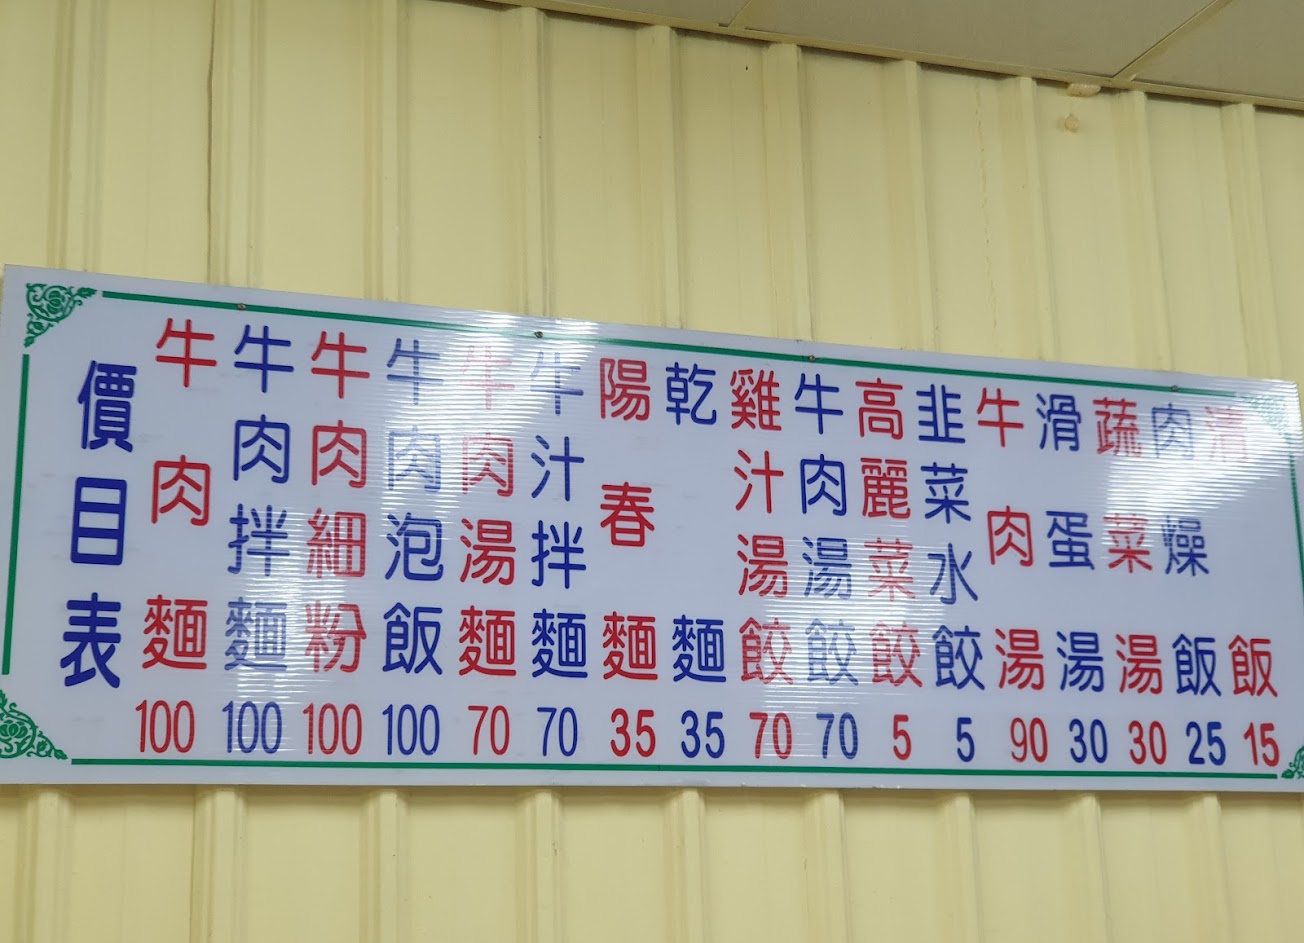 價目表
牛肉麵 100
牛肉拌麵 100
牛肉細粉 100
牛肉泡飯 100
牛肉湯麵 70
牛汁拌麵 70
陽春麵 35
乾麵 35
雞汁湯餃 70
牛肉湯餃 70
高麗菜餃 5
韭菜水餃 5
牛肉湯 90
滑蛋湯 30
蔬菜湯 30
肉燥飯 25
清飯 15